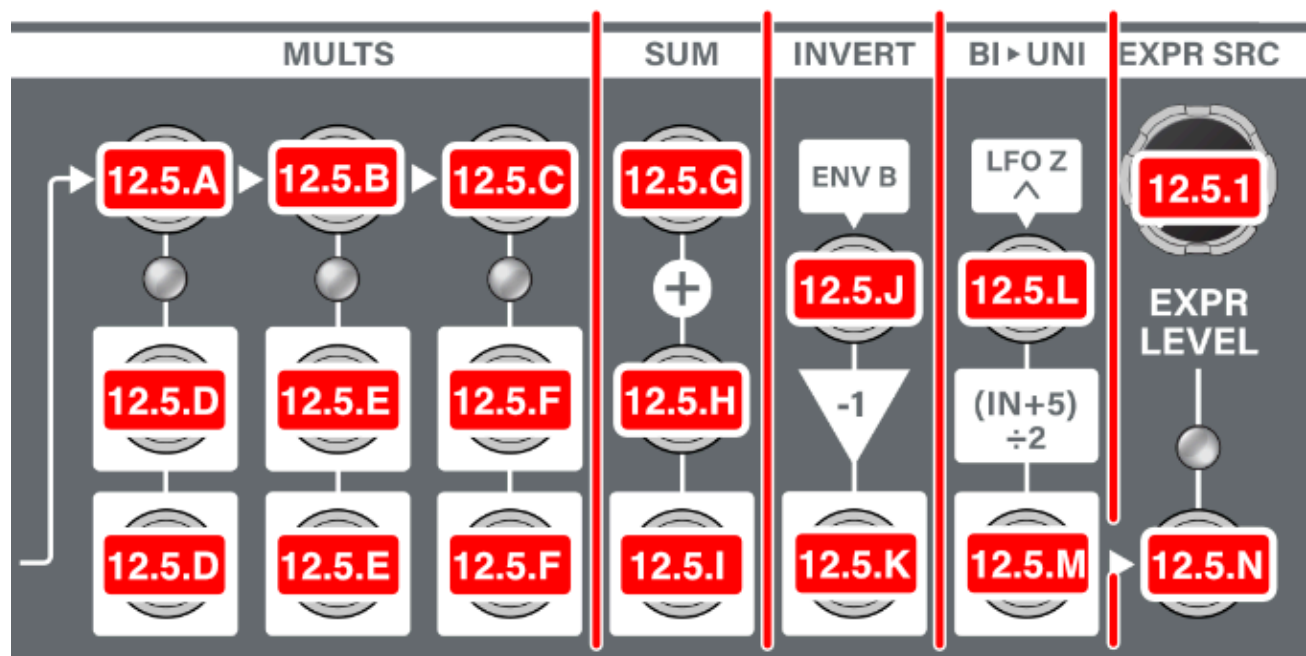 MULTS SUM INVERT BI▸UNI EXPR SRC
12.5.A 12.5.B 12.5.C 12.5.G ENV B LFO Z 12.5.1
^
12.5.J 12.5.L
+
EXPR
LEVEL
12.5.D 12.5.E 12.5.F 12.5.H -1 (IN+5)
÷2
12.5.D 12.5.E 12.5.F 12.5.I 12.5.K 12.5.M 12.5.N